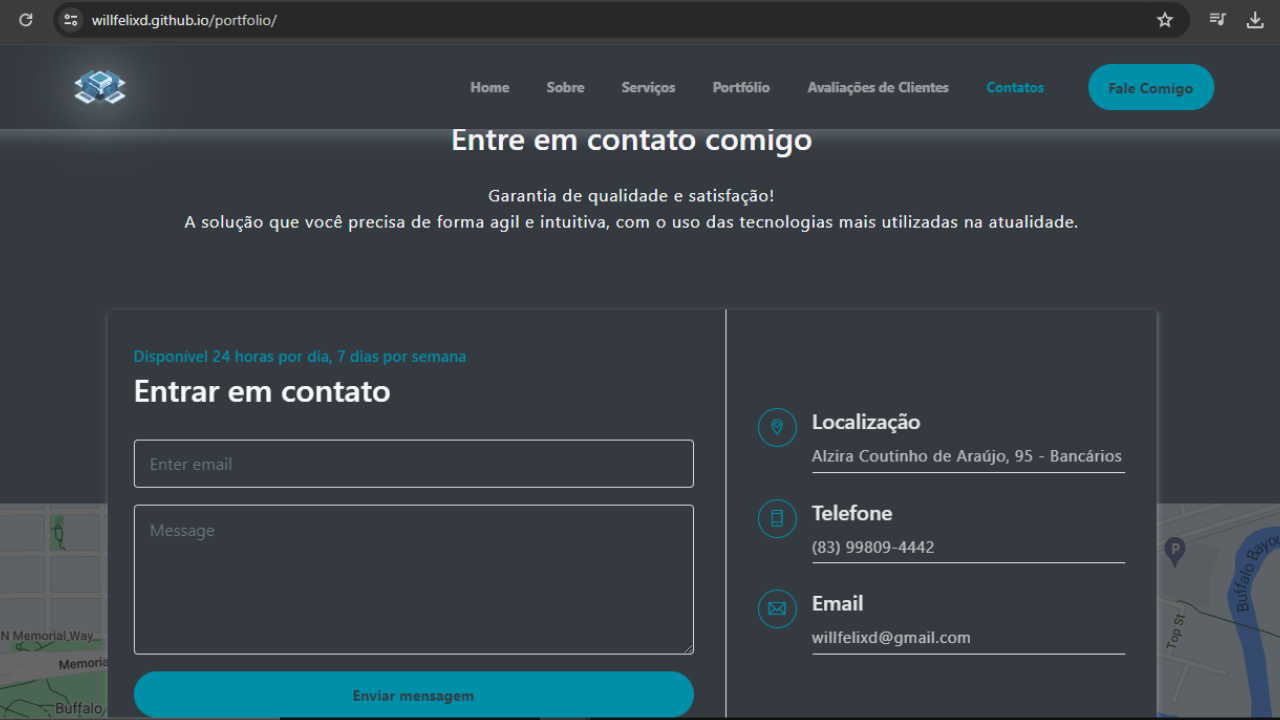 willfelixd.github.io/portfolio/
Home Sobre Serviços Portfólio Avaliações de Clientes Contatos Fale Comigo
Entre em contato comigo
Garantia de qualidade e satisfação!
A solução que você precisa de forma agil e intuitiva, com o uso das tecnologias mais utilizadas na atualidade.
Disponível 24 horas por dia, 7 dias por semana
Entrar em contato
Enter email
Message
Enviar mensagem
Localização
Alzira Coutinho de Araújo, 95 - Bancários
Telefone
(83) 99809-4442
Email
willfelixd@gmail.com
N Memorial Way
Memoria
Buffalo
P
Buffalo Bayou
Top St